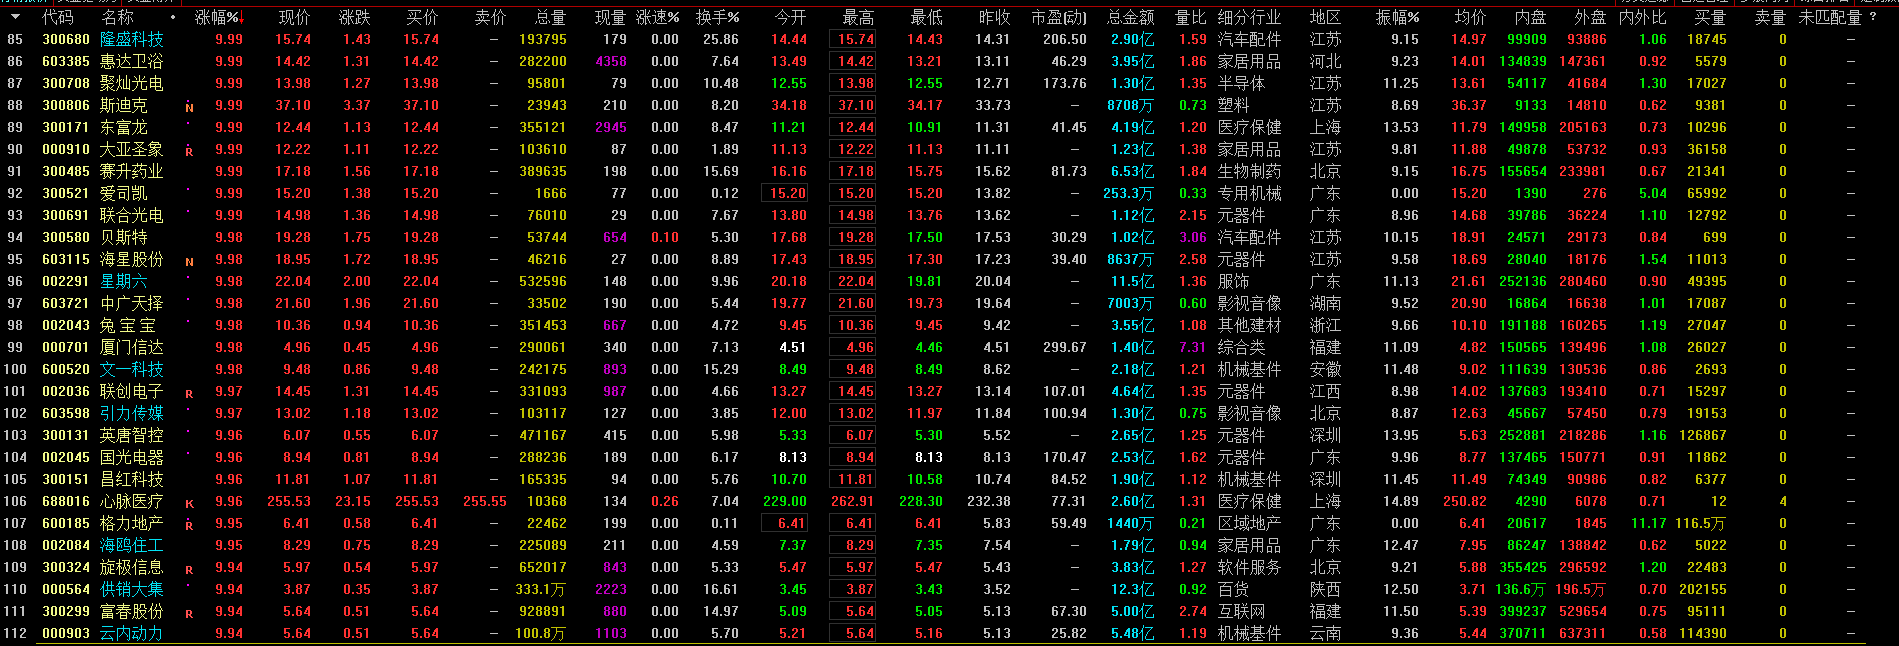 代码 名称 • 涨幅%↓ 现价 涨跌 买价 卖价 总量 现量 涨速% 换手% 今开 最高 最低 昨收 市盈(动) 总金额 量比 细分行业 地区 振幅% 均价 内盘 外盘 内外比 买量 卖量 未匹配量 ?
85 300680 隆盛科技 9.99 15.74 1.43 15.74 — 193795 179 0.00 25.86 14.44 15.74 14.43 14.31 206.50 2.90亿 1.59 汽车配件 江苏 9.15 14.97 99909 93886 1.06 18745 0 —
86 603385 惠达卫浴 9.99 14.42 1.31 14.42 — 282200 4358 0.00 7.64 13.49 14.42 13.21 13.11 46.29 3.95亿 1.86 家居用品 河北 9.23 14.01 134839 147361 0.92 5579 0 —
87 300708 聚灿光电 9.99 13.98 1.27 13.98 — 95801 79 0.00 10.48 12.55 13.98 12.55 12.71 173.76 1.30亿 1.35 半导体 江苏 11.25 13.61 54117 41684 1.30 17027 0 —
88 300806 斯迪克 N 9.99 37.10 3.37 37.10 — 23943 210 0.00 8.20 34.18 37.10 34.17 33.73 — 8708万 0.73 塑料 江苏 8.69 36.37 9133 14810 0.62 9381 0 —
89 300171 东富龙 9.99 12.44 1.13 12.44 — 355121 2945 0.00 8.47 11.21 12.44 10.91 11.31 41.45 4.19亿 1.20 医疗保健 上海 13.53 11.79 149958 205163 0.73 10296 0 —
90 000910 大亚圣象 R 9.99 12.22 1.11 12.22 — 103610 87 0.00 1.89 11.13 12.22 11.13 11.11 — 1.23亿 1.38 家居用品 江苏 9.81 11.88 49878 53732 0.93 36158 0 —
91 300485 赛升药业 9.99 17.18 1.56 17.18 — 389635 198 0.00 15.69 16.16 17.18 15.75 15.62 81.73 6.53亿 1.84 生物制药 北京 9.15 16.75 155654 233981 0.67 21341 0 —
92 300521 爱司凯 9.99 15.20 1.38 15.20 — 1666 77 0.00 0.12 15.20 15.20 15.20 13.82 — 253.3万 0.33 专用机械 广东 0.00 15.20 1390 276 5.04 65992 0 —
93 300691 联合光电 9.99 14.98 1.36 14.98 — 76010 29 0.00 7.67 13.80 14.98 13.76 13.62 — 1.12亿 2.15 元器件 广东 8.96 14.68 39786 36224 1.10 12792 0 —
94 300580 贝斯特 9.98 19.28 1.75 19.28 — 53744 654 0.10 5.30 17.68 19.28 17.50 17.53 30.29 1.02亿 3.06 汽车配件 江苏 10.15 18.91 24571 29173 0.84 699 0 —
95 603115 海星股份 N 9.98 18.95 1.72 18.95 — 46216 27 0.00 8.89 17.43 18.95 17.30 17.23 39.40 8637万 2.58 元器件 江苏 9.58 18.69 28040 18176 1.54 11013 0 —
96 002291 星期六 9.98 22.04 2.00 22.04 — 532596 148 0.00 9.96 20.18 22.04 19.81 20.04 — 11.5亿 1.36 服饰 广东 11.13 21.61 252136 280460 0.90 49395 0 —
97 603721 中广天择 9.98 21.60 1.96 21.60 — 33502 190 0.00 5.44 19.77 21.60 19.73 19.64 — 7003万 0.60 影视音像 湖南 9.52 20.90 16864 16638 1.01 17087 0 —
98 002043 兔 宝 宝 9.98 10.36 0.94 10.36 — 351453 667 0.00 4.72 9.45 10.36 9.45 9.42 — 3.55亿 1.08 其他建材 浙江 9.66 10.10 191188 160265 1.19 27047 0 —
99 000701 厦门信达 9.98 4.96 0.45 4.96 — 290061 340 0.00 7.13 4.51 4.96 4.46 4.51 299.67 1.40亿 7.31 综合类 福建 11.09 4.82 150565 139496 1.08 26027 0 —
100 600520 文一科技 9.98 9.48 0.86 9.48 — 242175 893 0.00 15.29 8.49 9.48 8.49 8.62 — 2.18亿 1.21 机械基件 安徽 11.48 9.02 111639 130536 0.86 2693 0 —
101 002036 联创电子 R 9.97 14.45 1.31 14.45 — 331093 987 0.00 4.66 13.27 14.45 13.27 13.14 107.01 4.64亿 1.35 元器件 江西 8.98 14.02 137683 193410 0.71 15297 0 —
102 603598 引力传媒 9.97 13.02 1.18 13.02 — 103117 127 0.00 3.85 12.00 13.02 11.97 11.84 100.94 1.30亿 0.75 影视音像 北京 8.87 12.63 45667 57450 0.79 19153 0 —
103 300131 英唐智控 9.96 6.07 0.55 6.07 — 471167 415 0.00 5.98 5.33 6.07 5.30 5.52 — 2.65亿 1.25 元器件 深圳 13.95 5.63 252881 218286 1.16 126867 0 —
104 002045 国光电器 9.96 8.94 0.81 8.94 — 288236 189 0.00 6.17 8.13 8.94 8.13 8.13 170.47 2.53亿 1.62 元器件 广东 9.96 8.77 137465 150771 0.91 11862 0 —
105 300151 昌红科技 9.96 11.81 1.07 11.81 — 165335 94 0.00 5.76 10.70 11.81 10.58 10.74 84.52 1.90亿 1.12 机械基件 深圳 11.45 11.49 74349 90986 0.82 6377 0 —
106 688016 心脉医疗 K 9.96 255.53 23.15 255.53 255.55 10368 134 0.26 7.04 229.00 262.91 228.30 232.38 77.31 2.60亿 1.31 医疗保健 上海 14.89 250.82 4290 6078 0.71 12 4 —
107 600185 格力地产 R 9.95 6.41 0.58 6.41 — 22462 199 0.00 0.11 6.41 6.41 6.41 5.83 59.49 1440万 0.21 区域地产 广东 0.00 6.41 20617 1845 11.17 116.5万 0 —
108 002084 海鸥住工 9.95 8.29 0.75 8.29 — 225089 211 0.00 4.59 7.37 8.29 7.35 7.54 — 1.79亿 0.94 家居用品 广东 12.47 7.95 86247 138842 0.62 5022 0 —
109 300324 旋极信息 R 9.94 5.97 0.54 5.97 — 652017 843 0.00 5.33 5.47 5.97 5.47 5.43 — 3.83亿 1.27 软件服务 北京 9.21 5.88 355425 296592 1.20 22483 0 —
110 000564 供销大集 9.94 3.87 0.35 3.87 — 333.1万 2223 0.00 16.61 3.45 3.87 3.43 3.52 — 12.3亿 0.92 百货 陕西 12.50 3.71 136.6万 196.5万 0.70 202155 0 —
111 300299 富春股份 R 9.94 5.64 0.51 5.64 — 928891 880 0.00 14.97 5.09 5.64 5.05 5.13 67.30 5.00亿 2.74 互联网 福建 11.50 5.39 399237 529654 0.75 95111 0 —
112 000903 云内动力 9.94 5.64 0.51 5.64 — 100.8万 1103 0.00 5.70 5.21 5.64 5.16 5.13 25.82 5.48亿 1.19 机械基件 云南 9.36 5.44 370711 637311 0.58 114390 0 —